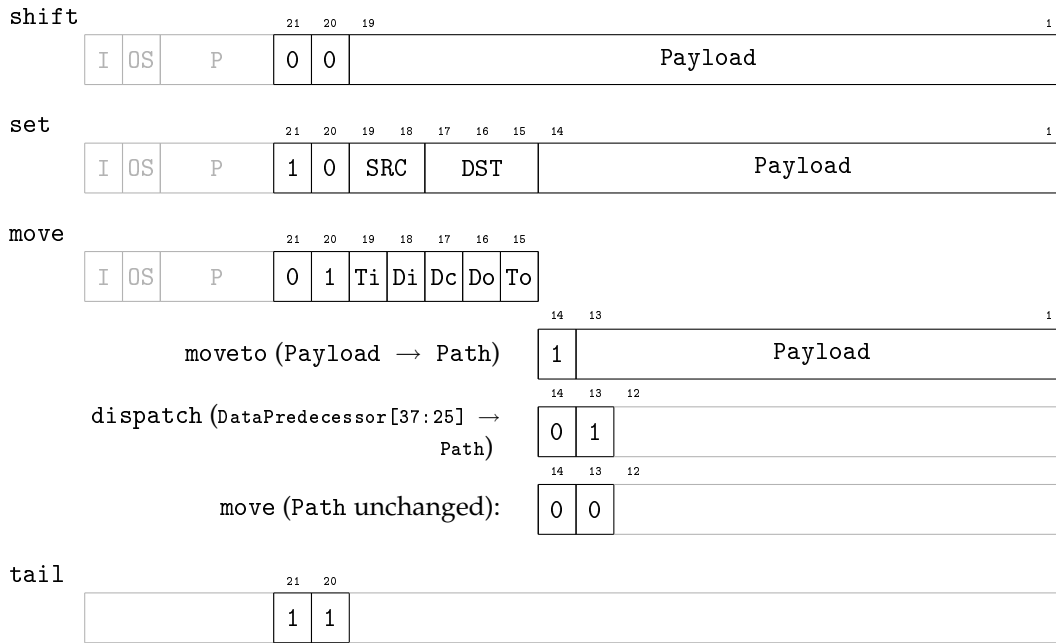 shift
21 20 19 1
I OS P 0 0 Payload
set
21 20 19 18 17 16 15 14 1
I OS P 1 0 SRC DST Payload
move
21 20 19 18 17 16 15
I OS P 0 1 Ti Di Dc Do To
14 13 1
moveto (Payload → Path) 1 Payload
14 13 12
dispatch (DataPredecessor[37:25] →
Path) 0 1
14 13 12
move (Path unchanged): 0 0
tail
21 20
1 1